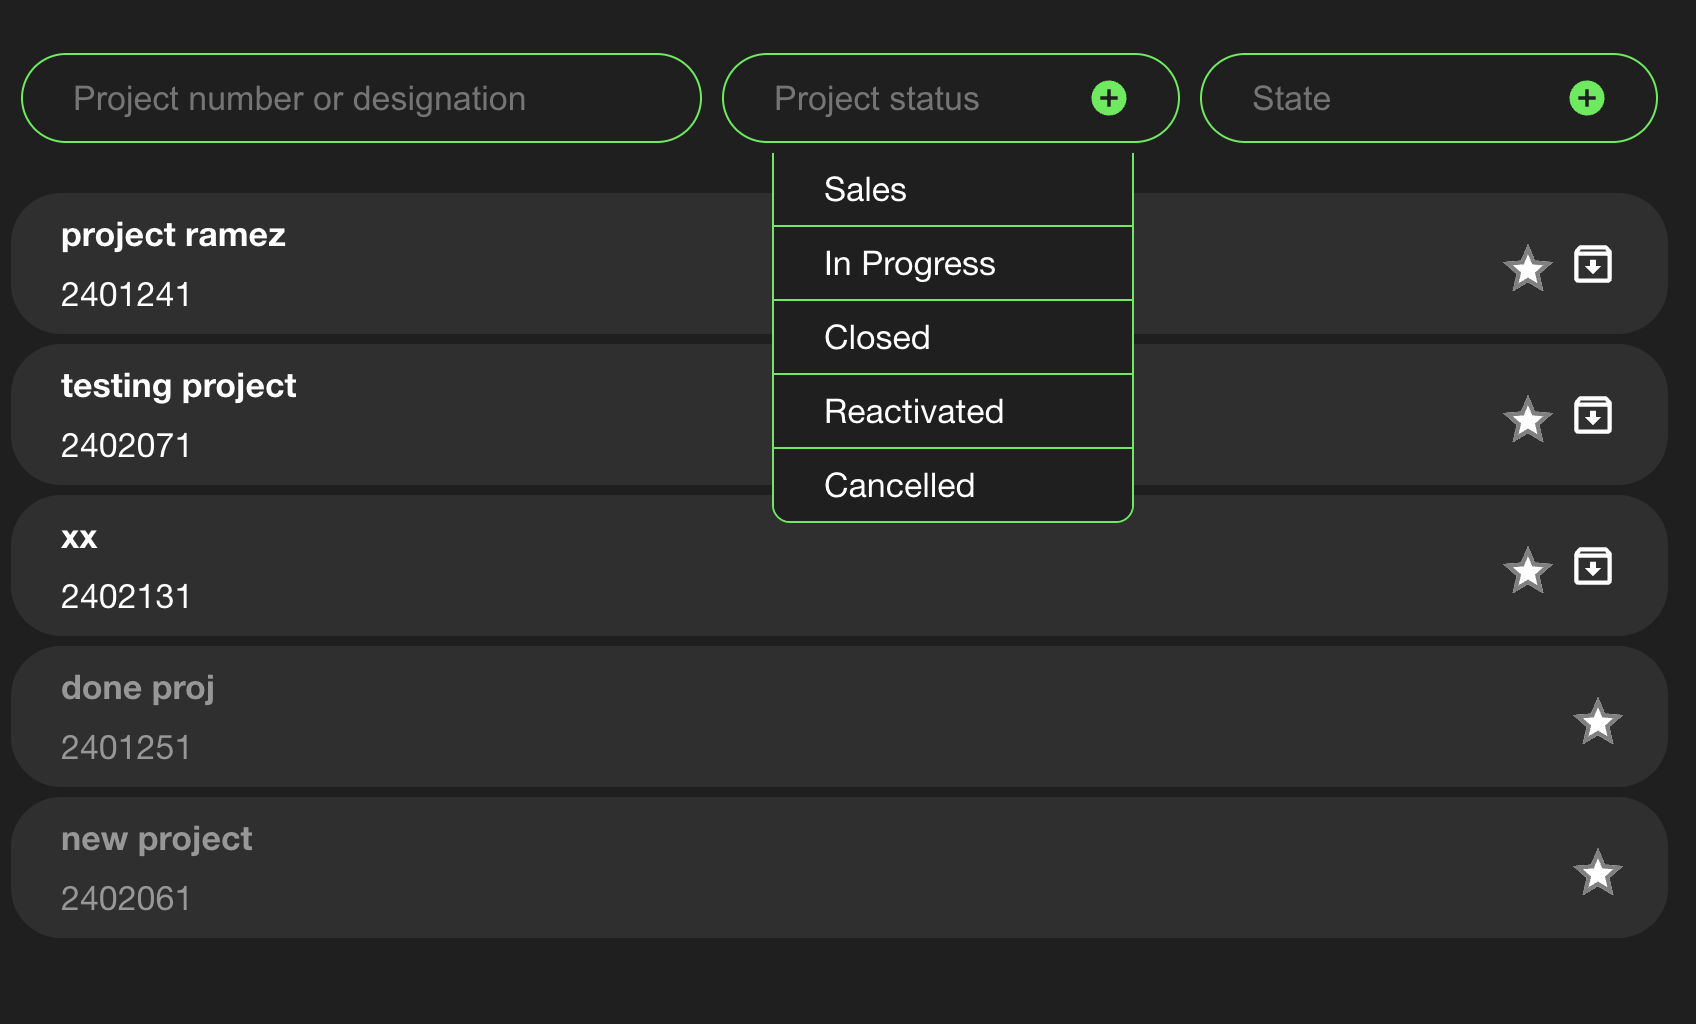 Project number or designation
Project status
State
Sales
In Progress
Closed
Reactivated
Cancelled
project ramez
2401241
testing project
2402071
xx
2402131
done proj
2401251
new project
2402061